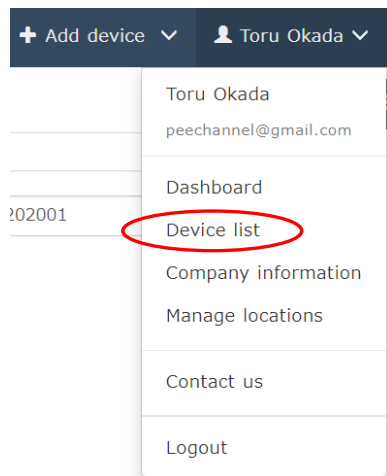 Add device
Toru Okada
Toru Okada
peechannel@gmail.com
Dashboard
202001
Device list
Company information
Manage locations
Contact us
Logout